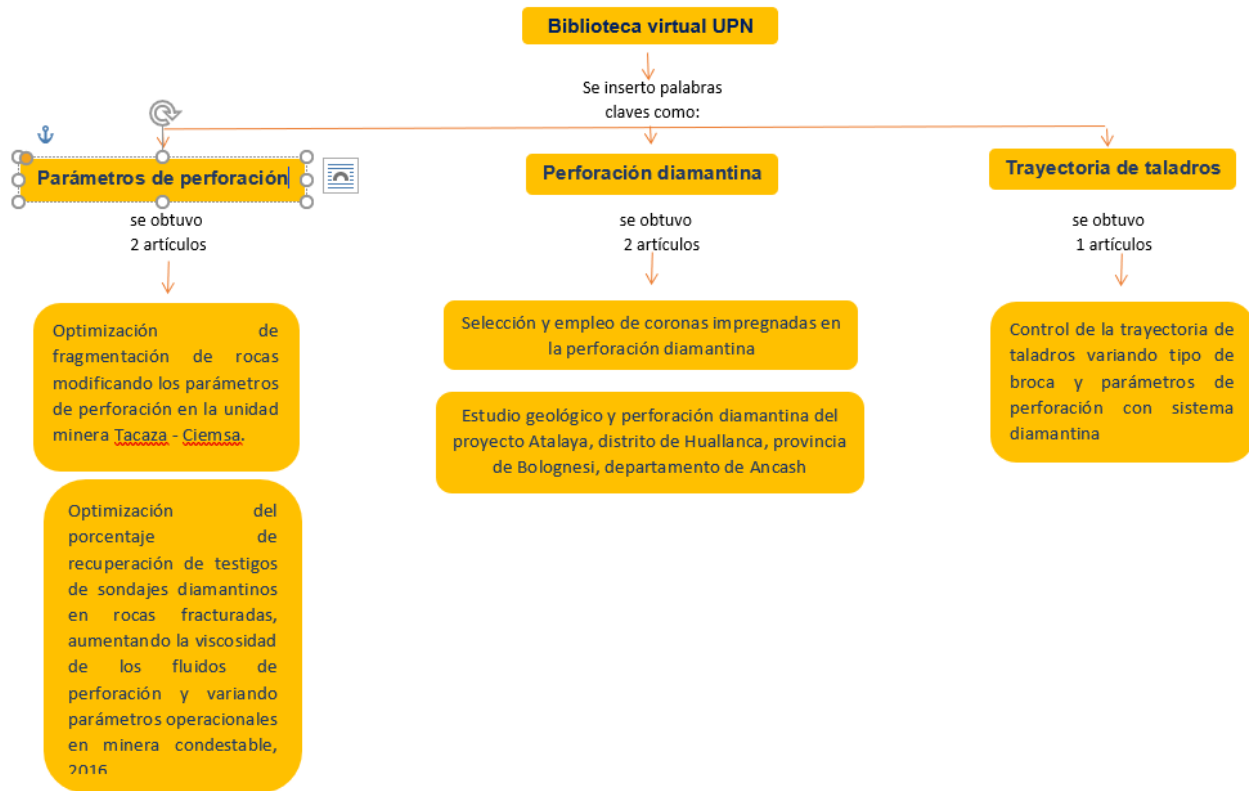 Biblioteca virtual UPN
Se inserto palabras
claves como:
Parámetros de perforación
se obtuvo
2 artículos
Optimización de
fragmentación de rocas
modificando los parámetros
de perforación en la unidad
minera Tacaza - Ciemsa.
Optimización del
porcentaje de
recuperación de testigos
de sondajes diamantinos
en rocas fracturadas,
aumentando la viscosidad
de los fluidos de
perforación y variando
parámetros operacionales
en minera condestable,
2016
Perforación diamantina
se obtuvo
2 artículos
Selección y empleo de coronas impregnadas en
la perforación diamantina
Estudio geológico y perforación diamantina del
proyecto Atalaya, distrito de Huallanca, provincia
de Bolognesi, departamento de Ancash
Trayectoria de taladros
se obtuvo
1 artículos
Control de la trayectoria de
taladros variando tipo de
broca y parámetros de
perforación con sistema
diamantina